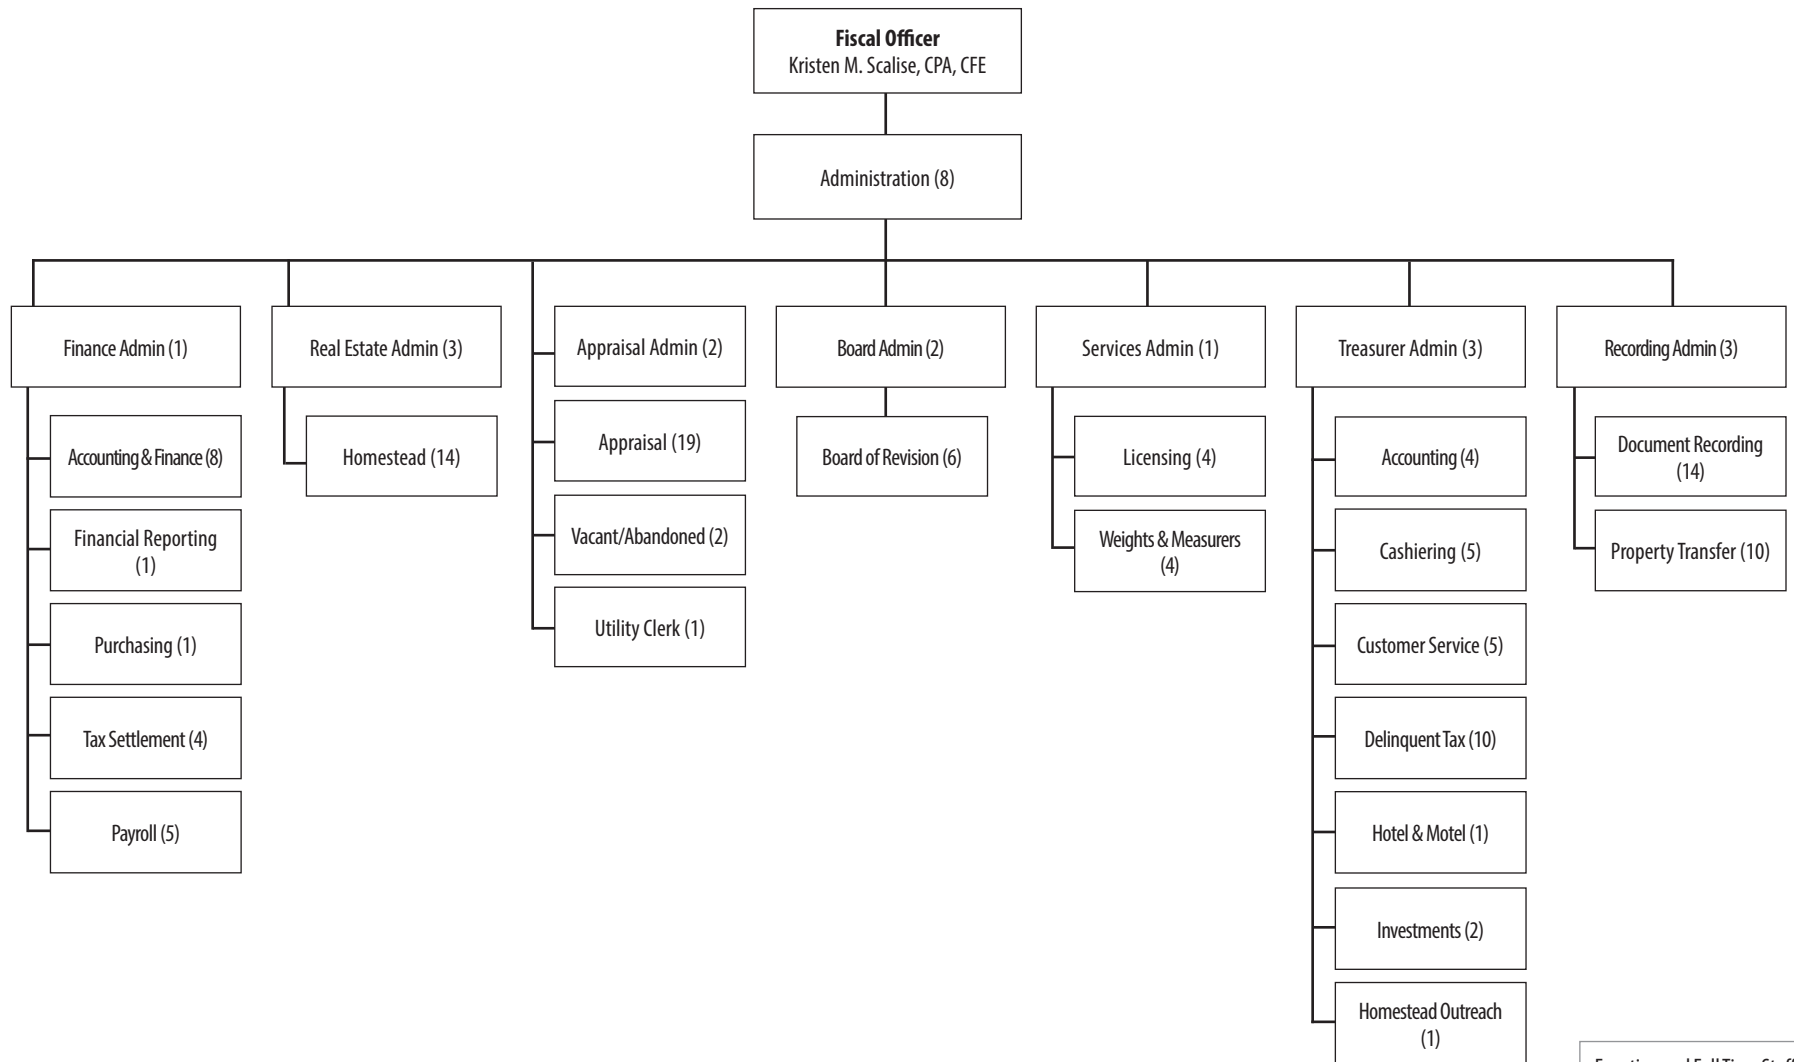 Fiscal Officer
Kristen M. Scalise, CPA, CFE
Administration (8)
Finance Admin (1)
Accounting & Finance (8)
Financial Reporting
(1)
Purchasing (1)
Tax Settlement (4)
Payroll (5)
Real Estate Admin (3)
Homestead (14)
Appraisal Admin (2)
Appraisal (19)
Vacant/Abandoned (2)
Utility Clerk (1)
Board Admin (2)
Board of Revision (6)
Services Admin (1)
Licensing (4)
Weights & Measurers
(4)
Treasurer Admin (3)
Accounting (4)
Cashiering (5)
Customer Service (5)
Delinquent Tax (10)
Hotel & Motel (1)
Investments (2)
Homestead Outreach
(1)
Recording Admin (3)
Document Recording
(14)
Property Transfer (10)